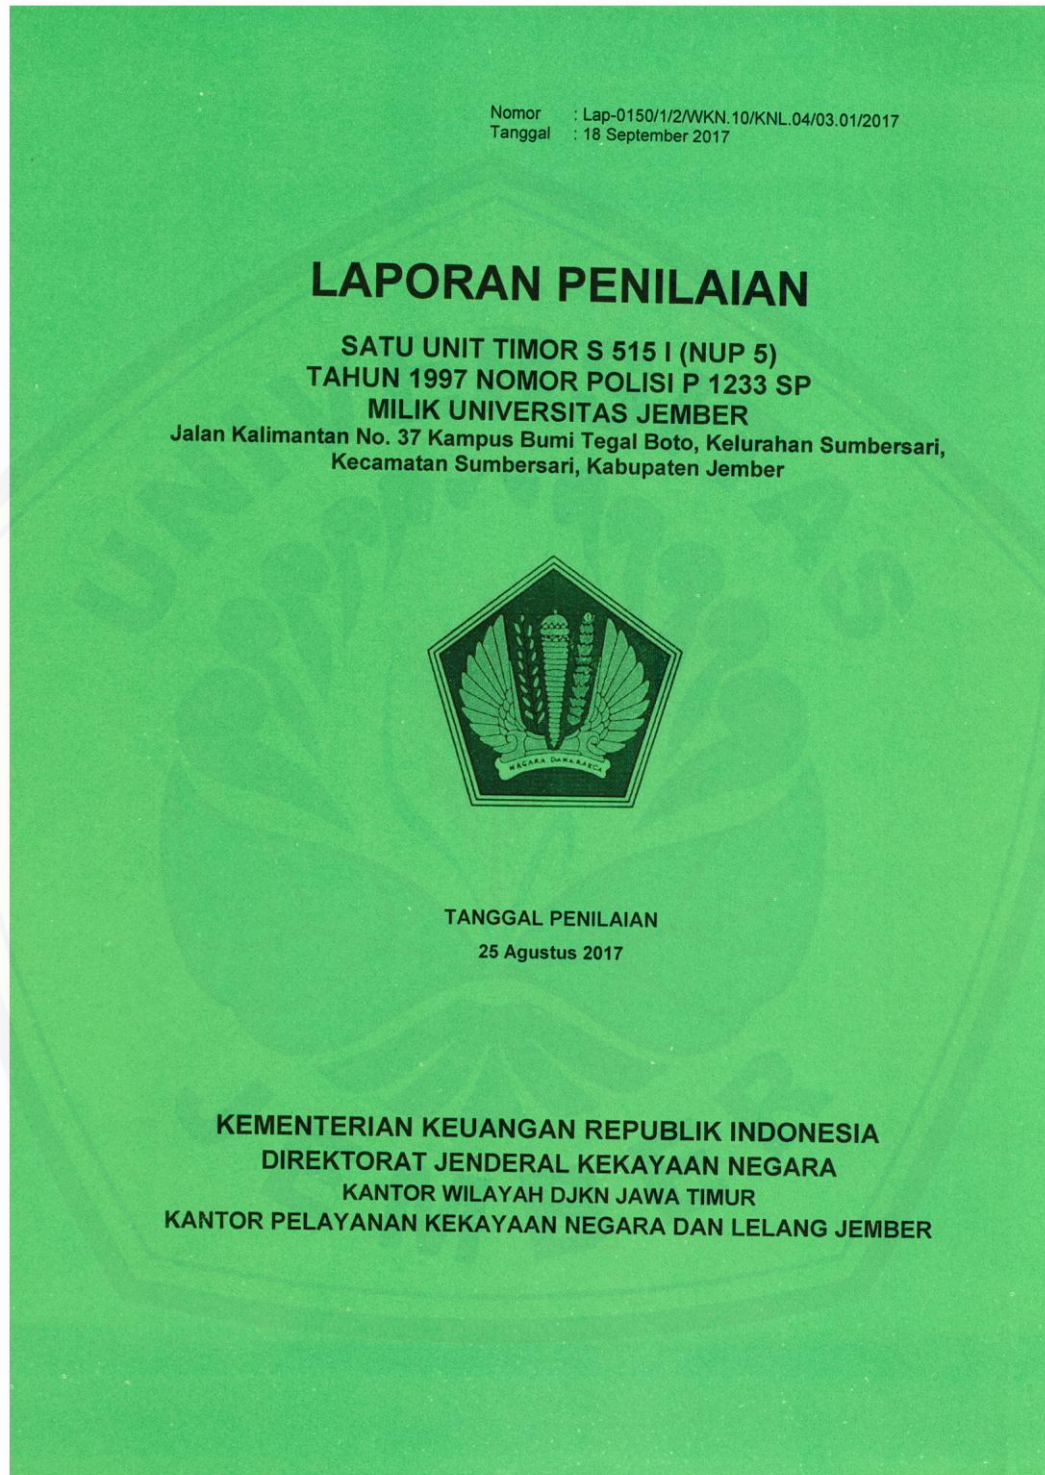 Nomor : Lap-0150/1/2/WKN.10/KNL.04/03.01/2017
Tanggal : 18 September 2017
LAPORAN PENILAIAN
SATU UNIT TIMOR S 515 I (NUP 5)
TAHUN 1997 NOMOR POLISI P 1233 SP
MILIK UNIVERSITAS JEMBER
Jalan Kalimantan No. 37 Kampus Bumi Tegal Boto, Kelurahan Sumbersari,
Kecamatan Sumbersari, Kabupaten Jember
NAGARA DANA RAKCA
TANGGAL PENILAIAN
25 Agustus 2017
KEMENTERIAN KEUANGAN REPUBLIK INDONESIA
DIREKTORAT JENDERAL KEKAYAAN NEGARA
KANTOR WILAYAH DJKN JAWA TIMUR
KANTOR PELAYANAN KEKAYAAN NEGARA DAN LELANG JEMBER
UNIVERSITAS
JEMBER